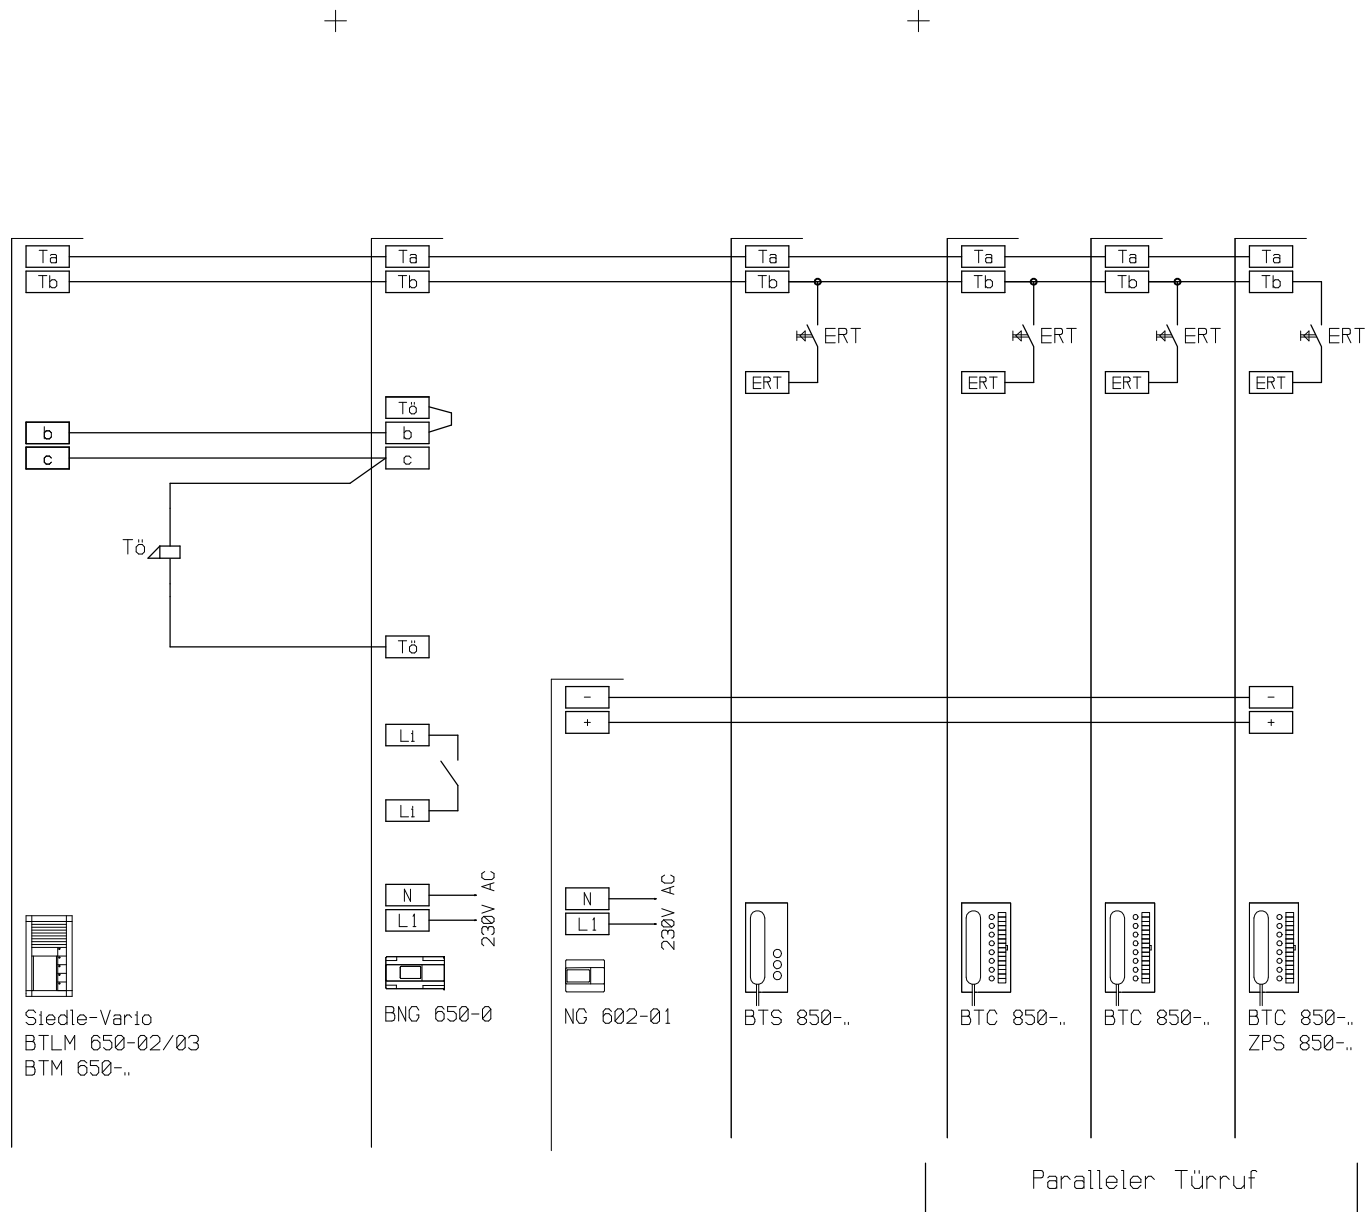 Ta Ta Ta Ta Ta Ta
Tb Tb Tb Tb Tb Tb
ERT ERT ERT ERT
ERT ERT ERT ERT
Tö
b b
c c
Tö
Tö
- -
+ +
Li
Li
N N
L1 L1
230V AC 230V AC
Siedle-Vario
BTLM 650-02/03
BTM 650-..
BNG 650-0
NG 602-01
BTS 850-..
BTC 850-..
BTC 850-..
BTC 850-..
ZPS 850-..
Paralleler Türruf